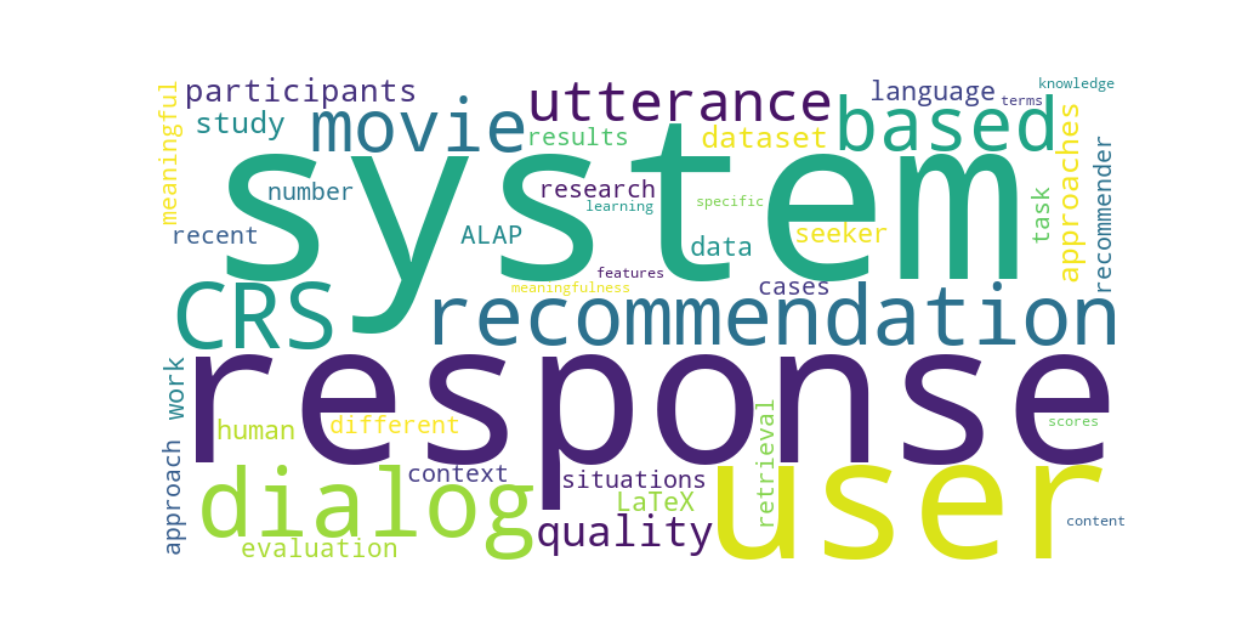 knowledge
participants
utterance
language
terms
movie
based
study
results
dataset
meaningful
approaches
recommender
system
number
research
learning
specific
task
recent
ALAP
data
seeker
features
meaningfulness
cases
CRS
recommendation
response
work
human
different
retrieval
scores
approach
dialog
context
situations
LaTeX
user
quality
content
evaluation